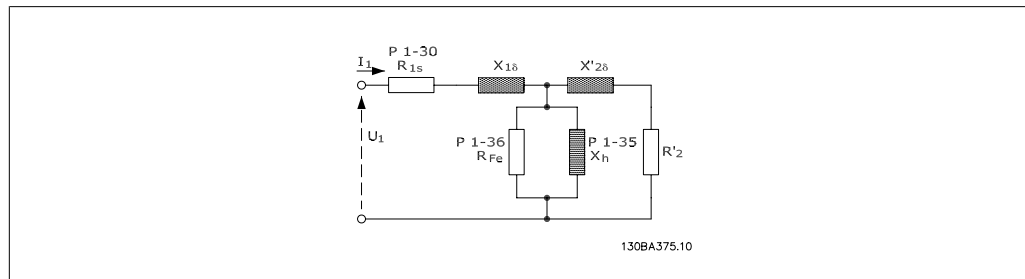 P 1-30
I1
R1s
X1δ
X'2δ
U1
P 1-36
RFe
P 1-35
Xh
R'2
130BA375.10